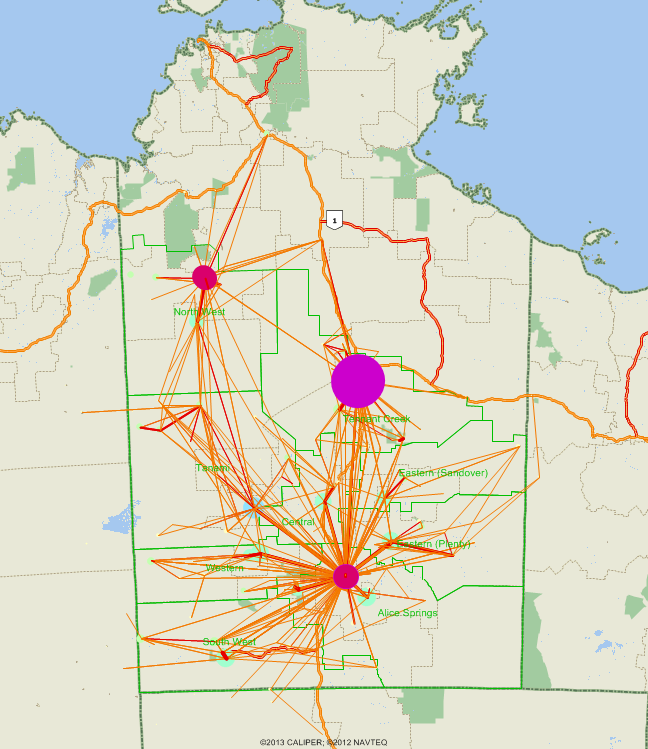 1
North West
Tennant Creek
Tanami
Eastern (Sandover)
Central
Eastern (Plenty)
Western
Alice Springs
South West
©2013 CALIPER; ©2012 NAVTEQ